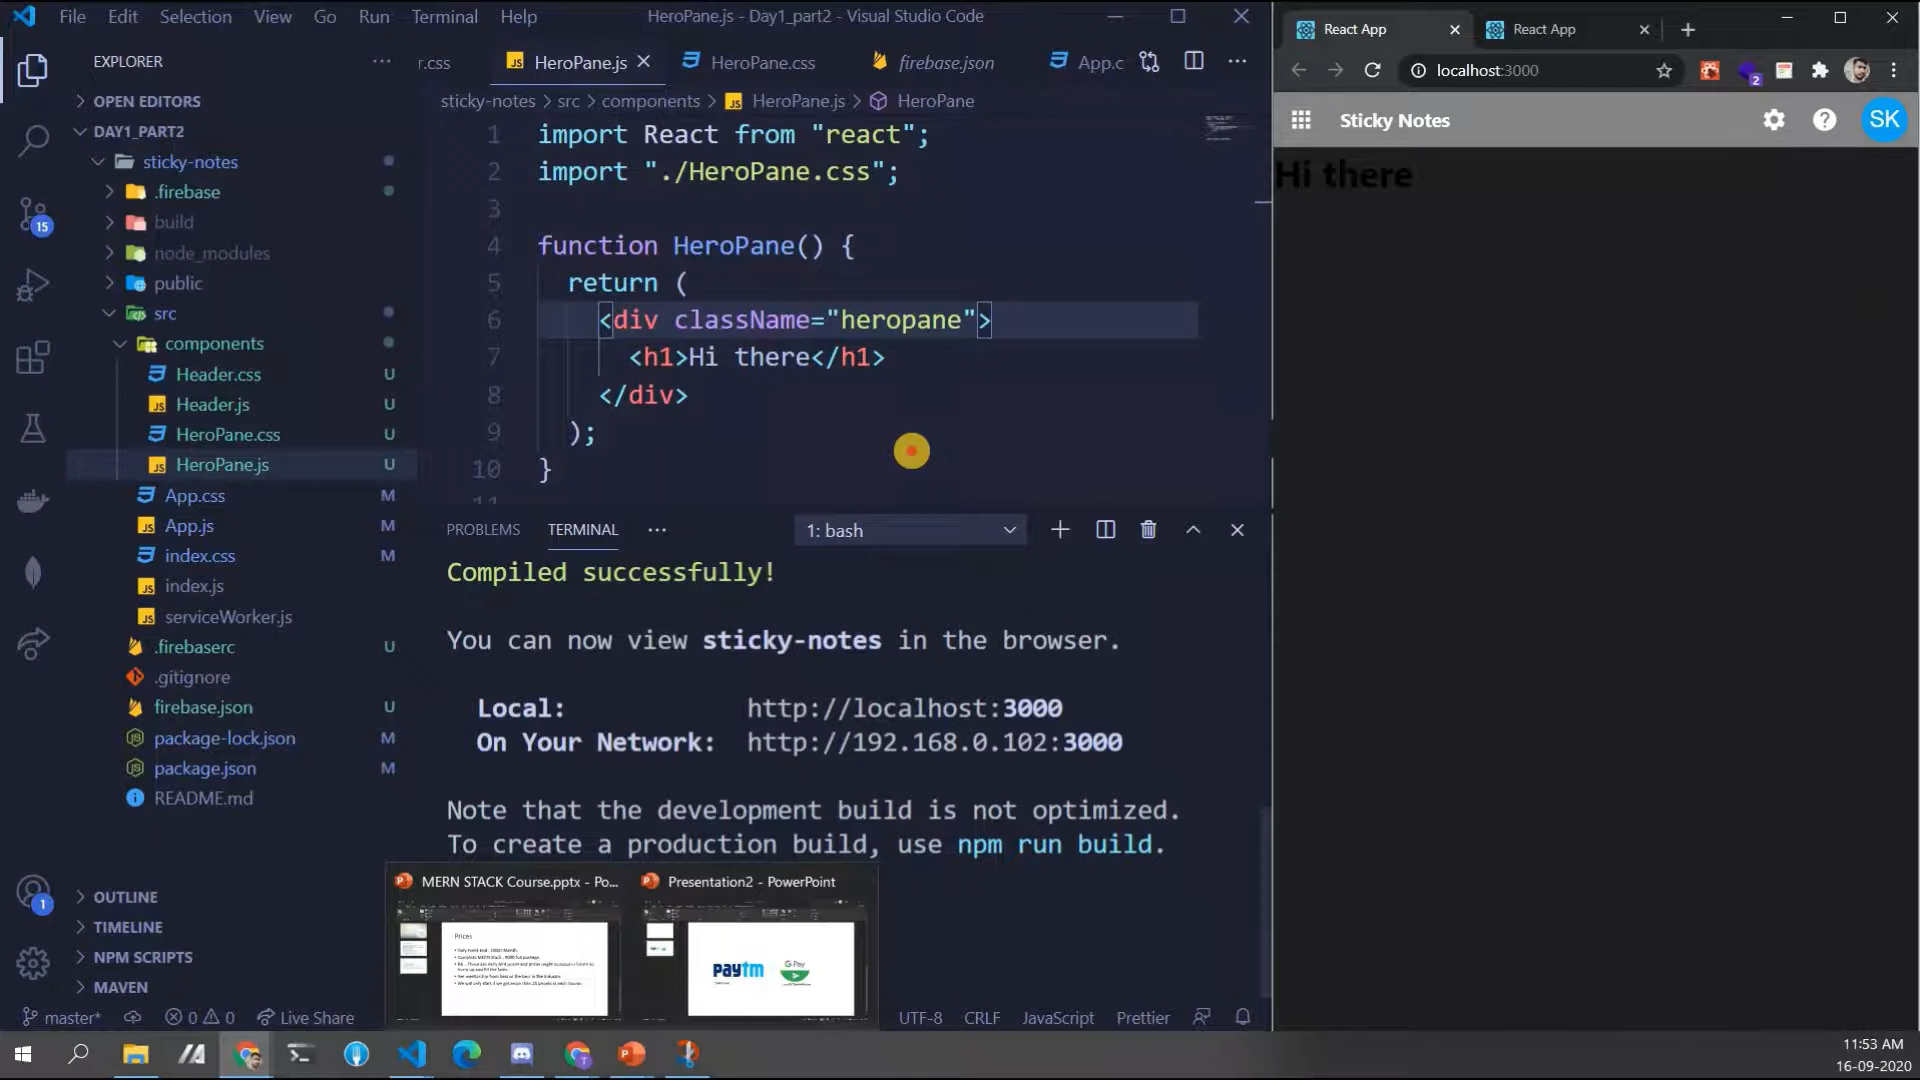 File Edit Selection View Go Run Terminal Help
HeroPane.js - Day1_part2 - Visual Studio Code
EXPLORER
OPEN EDITORS
DAY1_PART2
sticky-notes
.firebase
build
node_modules
public
src
components
Header.css U
Header.js U
HeroPane.css U
HeroPane.js U
App.css M
App.js M
index.css M
index.js
serviceWorker.js
.firebaserc U
.gitignore
firebase.json U
package-lock.json M
package.json M
README.md
OUTLINE
TIMELINE
NPM SCRIPTS
MAVEN
15
1
r.css HeroPane.js HeroPane.css firebase.json App.c
sticky-notes > src > components > HeroPane.js > HeroPane
1 import React from "react";
2 import "./HeroPane.css";
3
4 function HeroPane() {
5 return (
6 <div className="heropane">
7 <h1>Hi there</h1>
8 </div>
9 );
10 }
11
PROBLEMS TERMINAL 1: bash
Compiled successfully!
You can now view sticky-notes in the browser.
Local: http://localhost:3000
On Your Network: http://192.168.0.102:3000
Note that the development build is not optimized.
To create a production build, use npm run build.
MERN STACK Course.pptx - Po...
Prices
Presentation2 - PowerPoint
paytm
G Pay
master* 0 0 Live Share UTF-8 CRLF JavaScript Prettier
React App React App
localhost:3000
2
Sticky Notes
SK
Hi there
11:53 AM
16-09-2020